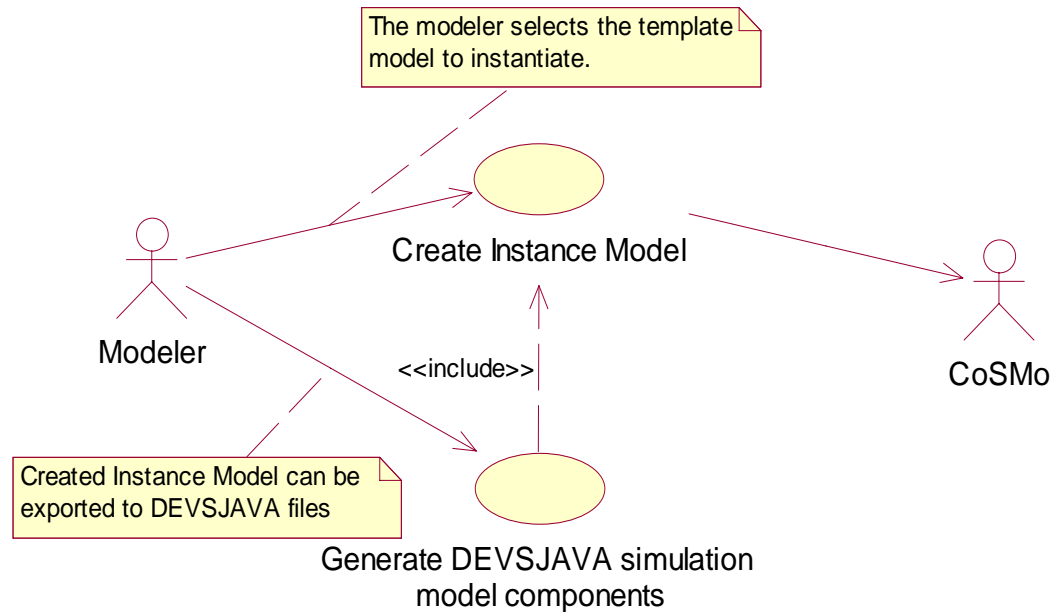 The modeler selects the template
model to instantiate.
Create Instance Model
Modeler
<<include>>
CoSMo
Created Instance Model can be
exported to DEVSJAVA files
Generate DEVSJAVA simulation
model components